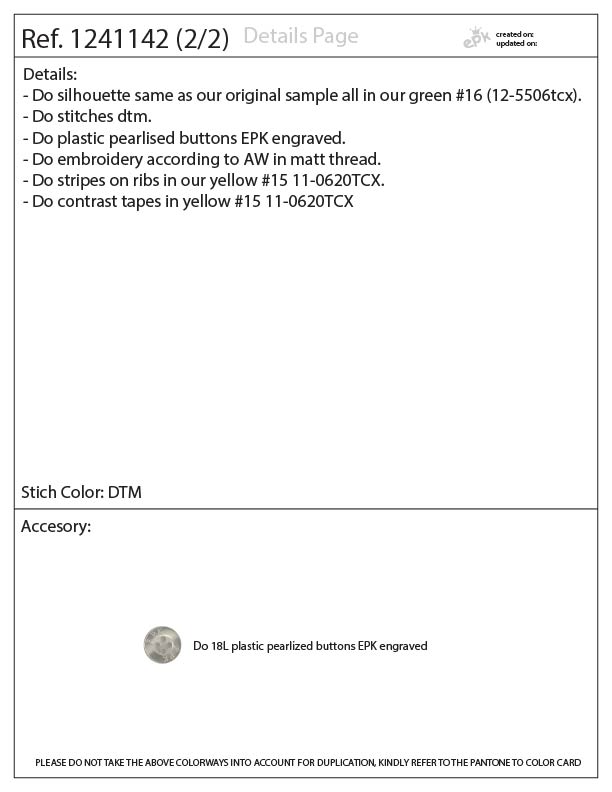 Ref. 1241142 (2/2) Details Page
epk
created on:
updated on:
Details:
- Do silhouette same as our original sample all in our green #16 (12-5506tcx).
- Do stitches dtm.
- Do plastic pearlised buttons EPK engraved.
- Do embroidery according to AW in matt thread.
- Do stripes on ribs in our yellow #15 11-0620TCX.
- Do contrast tapes in yellow #15 11-0620TCX
Stich Color: DTM
Accesory:
Do 18L plastic pearlized buttons EPK engraved
PLEASE DO NOT TAKE THE ABOVE COLORWAYS INTO ACCOUNT FOR DUPLICATION, KINDLY REFER TO THE PANTONE TO COLOR CARD